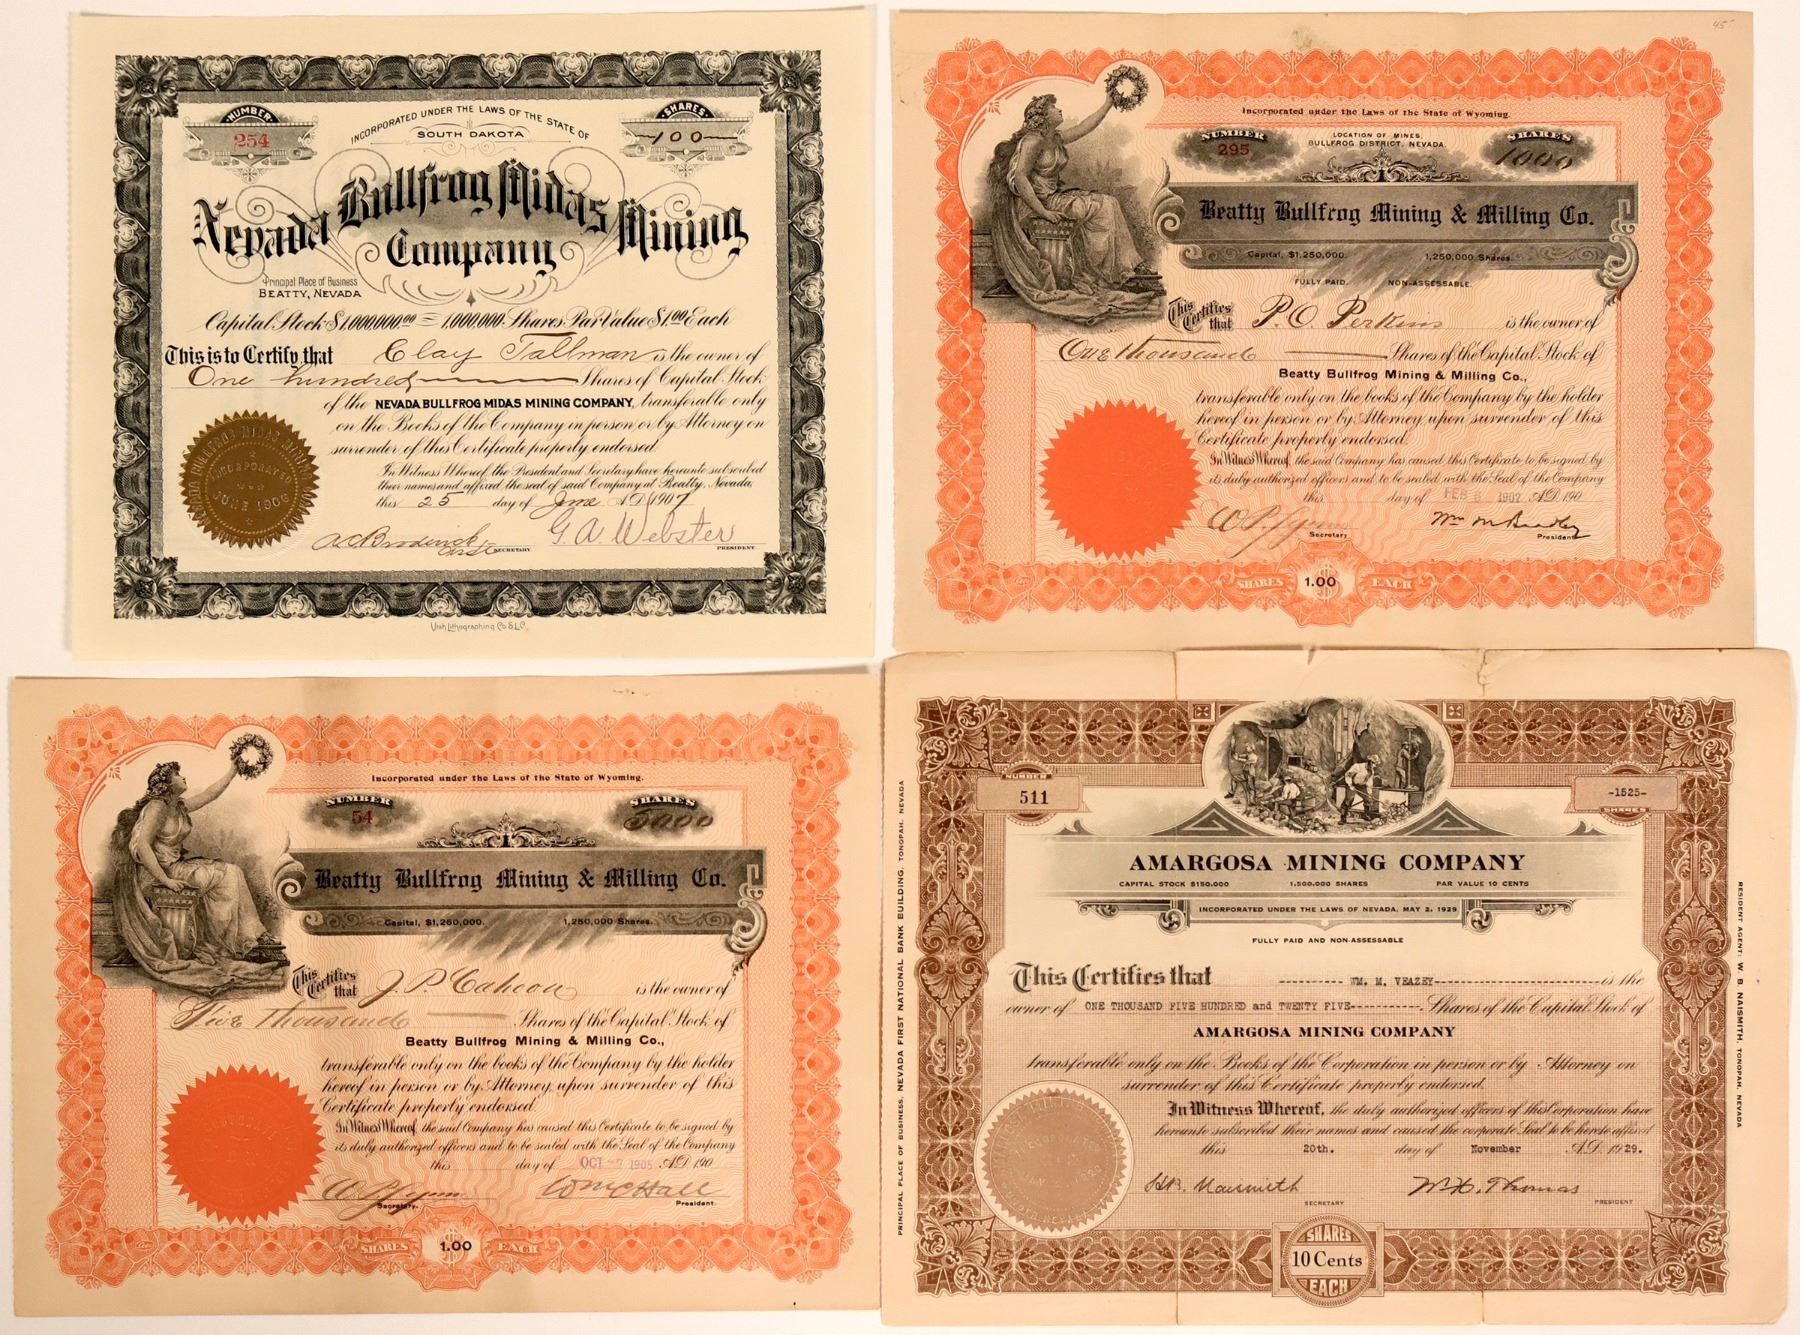 NUMBER
254
INCORPORATED UNDER THE LAWS OF THE STATE OF
SOUTH DAKOTA
SHARES
100
Nevada Bullfrog Midas Mining
Company
Principal Place of Business
BEATTY, NEVADA
Capital Stock $1,000,000.00 = 1,000,000 Shares Par Value $1.00 Each
This is to Certify that Clay Tallman is the owner of
One hundred Shares of Capital Stock
of the NEVADA BULLFROG MIDAS MINING COMPANY, transferable only
on the Books of the Company in person or by Attorney on
surrender of this Certificate properly endorsed.
In Witness Whereof, the President and Secretary have hereunto subscribed
their names and affixed the seal of said Company at Beatty, Nevada,
this 25 day of June A.D. 1907
INCORPORATED
JUNE 1906
SECRETARY.
G. A. Webster
PRESIDENT.
Utah Lithographing Co. S.L.C.
45
Incorporated under the Laws of the State of Wyoming.
NUMBER
295
LOCATION OF MINES,
BULLFROG DISTRICT, NEVADA.
SHARES
1000
Beatty Bullfrog Mining & Milling Co.
Capital, $1,250,000. 1,250,000 Shares.
FULLY PAID. NON-ASSESSABLE.
This Certifies that P. O. Perkins is the owner of
One thousand Shares of the Capital Stock of
Beatty Bullfrog Mining & Milling Co.,
transferable only on the books of the Company by the holder
hereof in person or by Attorney upon surrender of this
Certificate properly endorsed.
In Witness Whereof, the said Company has caused this Certificate to be signed by
its duly authorized officers and to be sealed with the Seal of the Company
this day of FEB 6 1907 A.D. 190
W. P. Lynn
Secretary
President
SHARES 1.00 EACH
Incorporated under the Laws of the State of Wyoming.
NUMBER
54
SHARES
5000
Beatty Bullfrog Mining & Milling Co.
Capital, $1,250,000. 1,250,000 Shares.
This Certifies that J. P. Cahoon is the owner of
Five Thousand Shares of the Capital Stock of
Beatty Bullfrog Mining & Milling Co.,
transferable only on the books of the Company by the holder
hereof in person or by Attorney, upon surrender of this
Certificate properly endorsed.
In Witness Whereof, the said Company has caused this Certificate to be signed by
its duly authorized officers and to be sealed with the Seal of the Company
this day of OCT -7 1905 A.D. 190
W. P. Lynn
Secretary.
President.
SHARES 1.00 EACH
NUMBER
511
-1525-
SHARES
AMARGOSA MINING COMPANY
CAPITAL STOCK $150,000 1,500,000 SHARES PAR VALUE 10 CENTS
INCORPORATED UNDER THE LAWS OF NEVADA, MAY 2, 1929
FULLY PAID AND NON-ASSESSABLE
This Certifies that WM. M. VEAZEY is the
owner of ONE THOUSAND FIVE HUNDRED and TWENTY FIVE Shares of the Capital Stock of
AMARGOSA MINING COMPANY
transferable only on the Books of the Corporation in person or by Attorney on
surrender of this Certificate properly endorsed.
In Witness Whereof, the duly authorized officers of this Corporation have
hereunto subscribed their names and caused the corporate Seal to be hereto affixed
this 20th. day of November A.D. 1929.
SECRETARY
W. H. Thomas
PRESIDENT
SHARES
10 Cents
EACH
PRINCIPAL PLACE OF BUSINESS, NEVADA FIRST NATIONAL BANK BUILDING, TONOPAH, NEVADA
RESIDENT AGENT: W. B. NAISMITH, TONOPAH, NEVADA